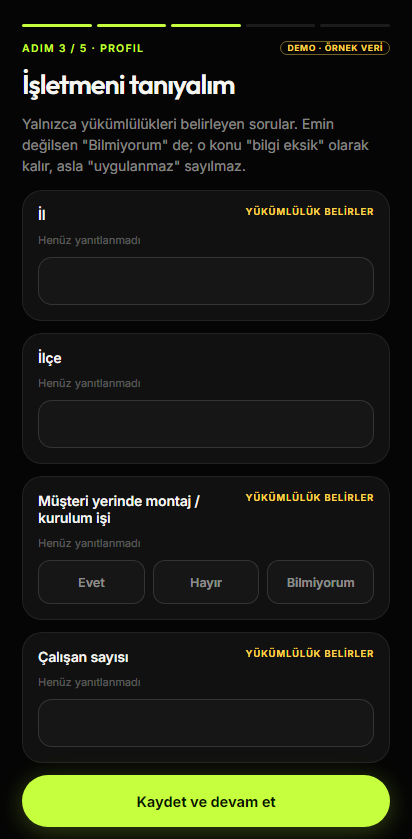 ADIM 3 / 5 · PROFIL
DEMO · ÖRNEK VERİ
İşletmeni tanıyalım
Yalnızca yükümlülükleri belirleyen sorular. Emin
değilsen "Bilmiyorum" de; o konu "bilgi eksik" olarak
kalır, asla "uygulanmaz" sayılmaz.
İl
YÜKÜMLÜLÜK BELİRLER
Henüz yanıtlanmadı
İlçe
Henüz yanıtlanmadı
Müşteri yerinde montaj /
kurulum işi
YÜKÜMLÜLÜK BELİRLER
Henüz yanıtlanmadı
Evet
Hayır
Bilmiyorum
Çalışan sayısı
YÜKÜMLÜLÜK BELİRLER
Henüz yanıtlanmadı
Kaydet ve devam et